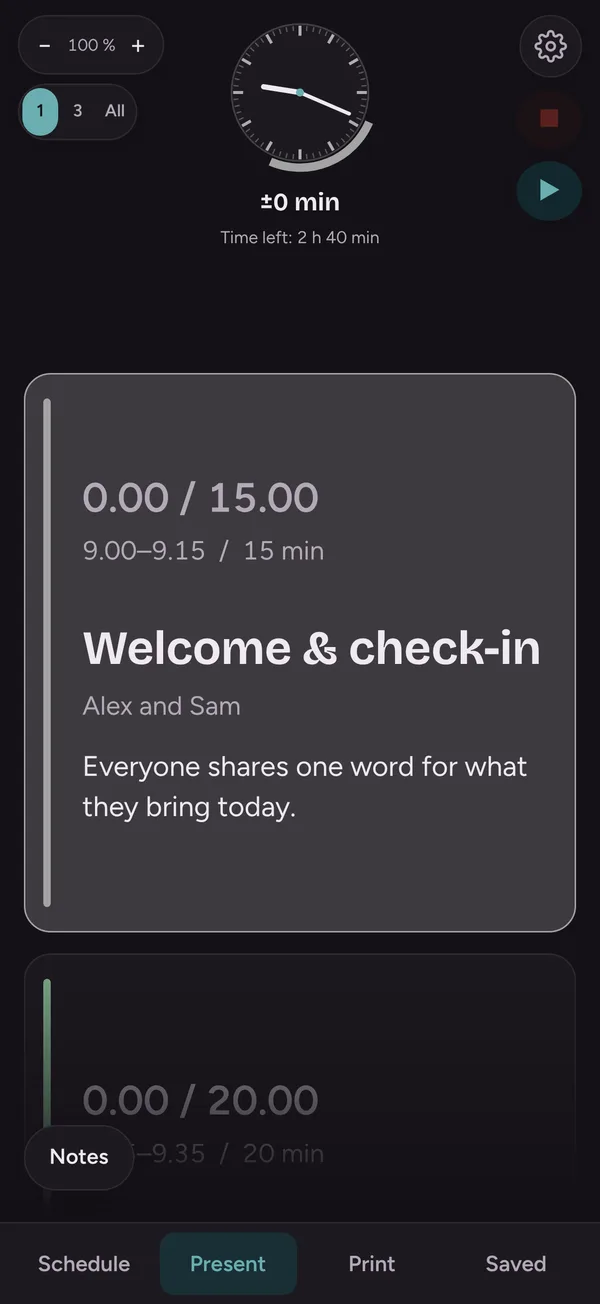 − 100 % +
1 3 All
±0 min
Time left: 2 h 40 min
0.00 / 15.00
9.00–9.15 / 15 min
Welcome & check-in
Alex and Sam
Everyone shares one word for what
they bring today.
0.00 / 20.00
–9.35 / 20 min
Notes
Schedule Present Print Saved